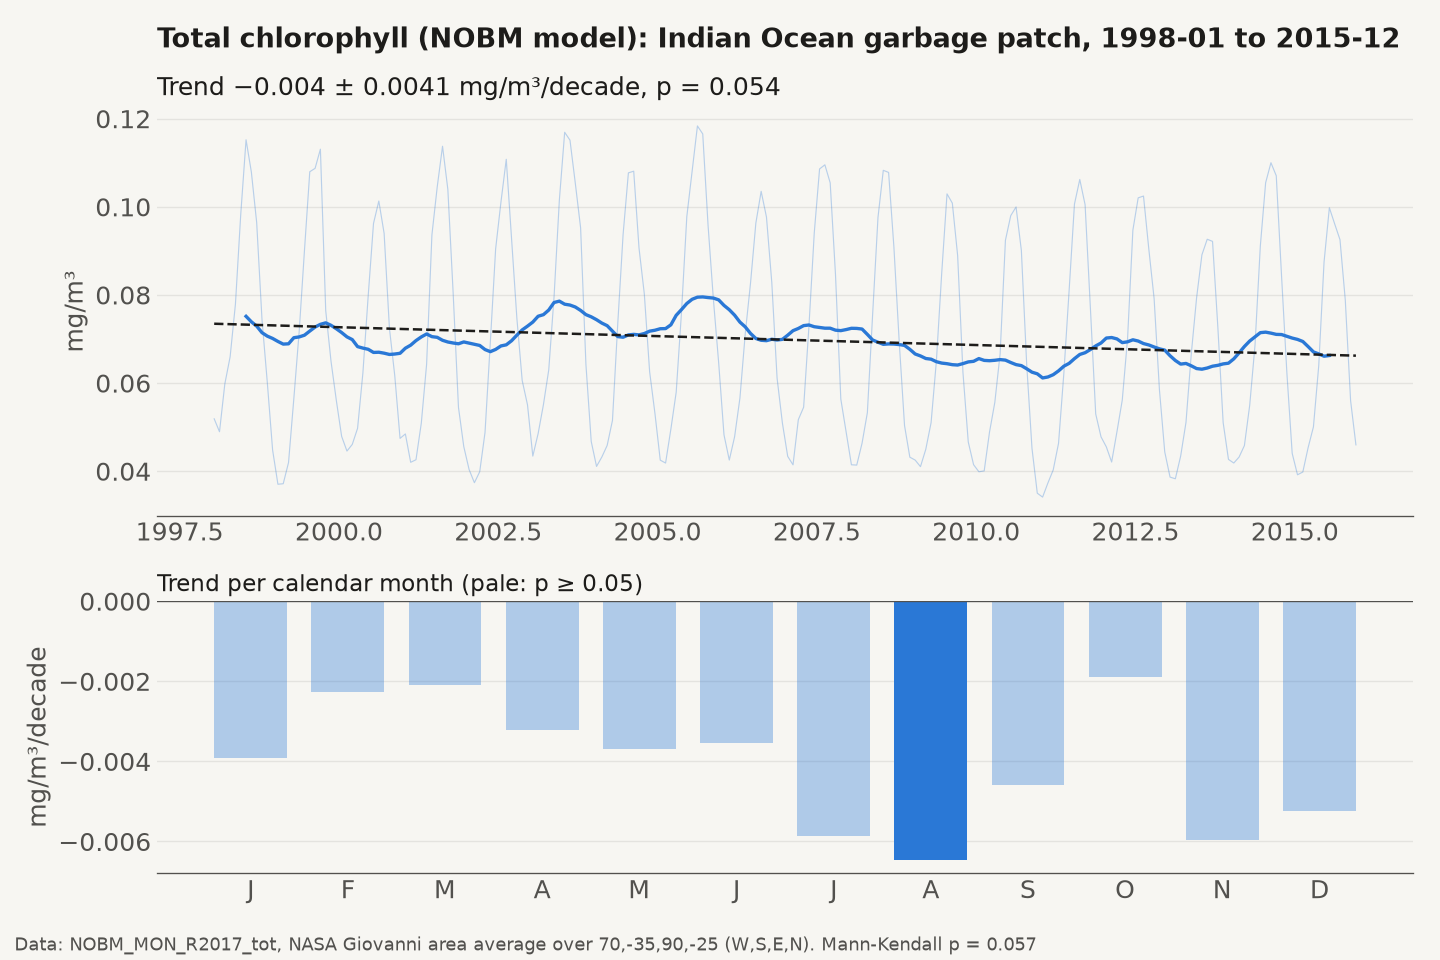 Total chlorophyll (NOBM model): Indian Ocean garbage patch, 1998-01 to 2015-12
Trend −0.004 ± 0.0041 mg/m³/decade, p = 0.054
mg/m³
0.12
0.10
0.08
0.06
0.04
1997.5 2000.0 2002.5 2005.0 2007.5 2010.0 2012.5 2015.0
Trend per calendar month (pale: p ≥ 0.05)
mg/m³/decade
0.000
−0.002
−0.004
−0.006
J F M A M J J A S O N D
Data: NOBM_MON_R2017_tot, NASA Giovanni area average over 70,-35,90,-25 (W,S,E,N). Mann-Kendall p = 0.057